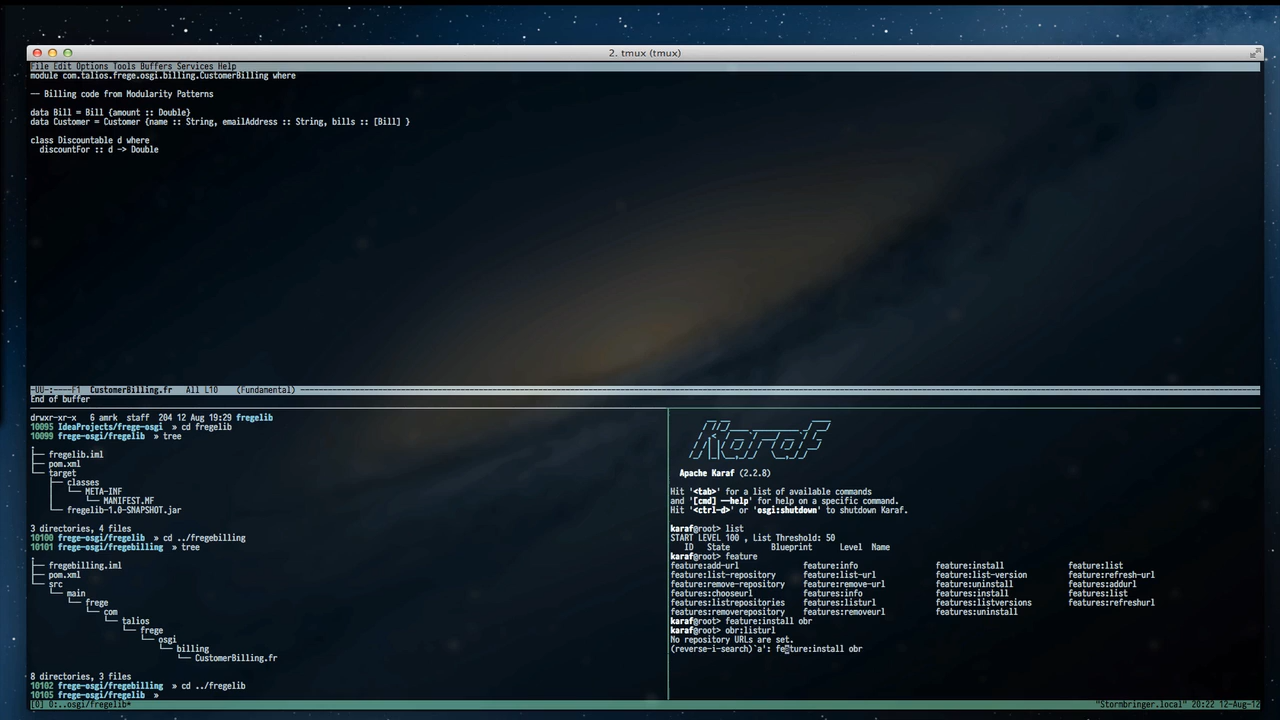 2. tmux (tmux)
File Edit Options Tools Buffers Services Help
module com.talios.frege.osgi.billing.CustomerBilling where
-- Billing code from Modularity Patterns
data Bill = Bill {amount :: Double}
data Customer = Customer {name :: String, emailAddress :: String, bills :: [Bill] }
class Discountable d where
  discountFor :: d -> Double
-UU-:----F1  CustomerBilling.fr   All L10    (Fundamental)
End of buffer
drwxr-xr-x   6 amrk  staff  204 12 Aug 19:29 fregelib
10095 IdeaProjects/frege-osgi  » cd fregelib
10099 frege-osgi/fregelib  » tree
.
├── fregelib.iml
├── pom.xml
└── target
    ├── classes
    │   └── META-INF
    │       └── MANIFEST.MF
    └── fregelib-1.0-SNAPSHOT.jar
3 directories, 4 files
10100 frege-osgi/fregelib  » cd ../fregebilling
10101 frege-osgi/fregebilling  » tree
.
├── fregebilling.iml
├── pom.xml
└── src
    └── main
        └── frege
            └── com
                └── talios
                    └── frege
                        └── osgi
                            └── billing
                                └── CustomerBilling.fr
8 directories, 3 files
10102 frege-osgi/fregebilling  » cd ../fregelib
10105 frege-osgi/fregelib  »
Karaf
Apache Karaf (2.2.8)
Hit '<tab>' for a list of available commands
and '[cmd] --help' for help on a specific command.
Hit '<ctrl-d>' or 'osgi:shutdown' to shutdown Karaf.
karaf@root> list
START LEVEL 100 , List Threshold: 50
   ID   State         Blueprint      Level  Name
karaf@root> feature
feature:add-url             feature:info                feature:install             feature:list
feature:list-repository     feature:list-url            feature:list-version        feature:refresh-url
feature:remove-repository   feature:remove-url          feature:uninstall           features:addurl
features:chooseurl          features:info               features:install            features:list
features:listrepositories   features:listurl            features:listversions       features:refreshurl
features:removerepository   features:removeurl          features:uninstall
karaf@root> feature:install obr
karaf@root> obr:listurl
No repository URLs are set.
(reverse-i-search)`a': feature:install obr
[0] 0:..osgi/fregelib*
"Stormbringer.local" 20:22 12-Aug-12